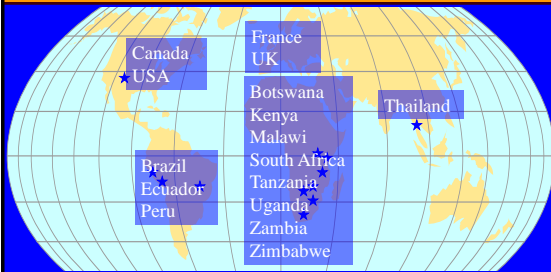 Canada
USA
France
UK
Botswana
Kenya
Malawi
South Africa
Tanzania
Uganda
Zambia
Zimbabwe
Thailand
Brazil
Ecuador
Peru